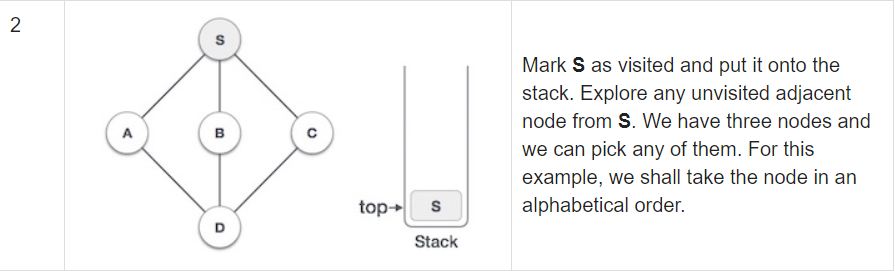 2
S
A
B
C
D
top→
S
Stack
Mark S as visited and put it onto the
stack. Explore any unvisited adjacent
node from S. We have three nodes and
we can pick any of them. For this
example, we shall take the node in an
alphabetical order.